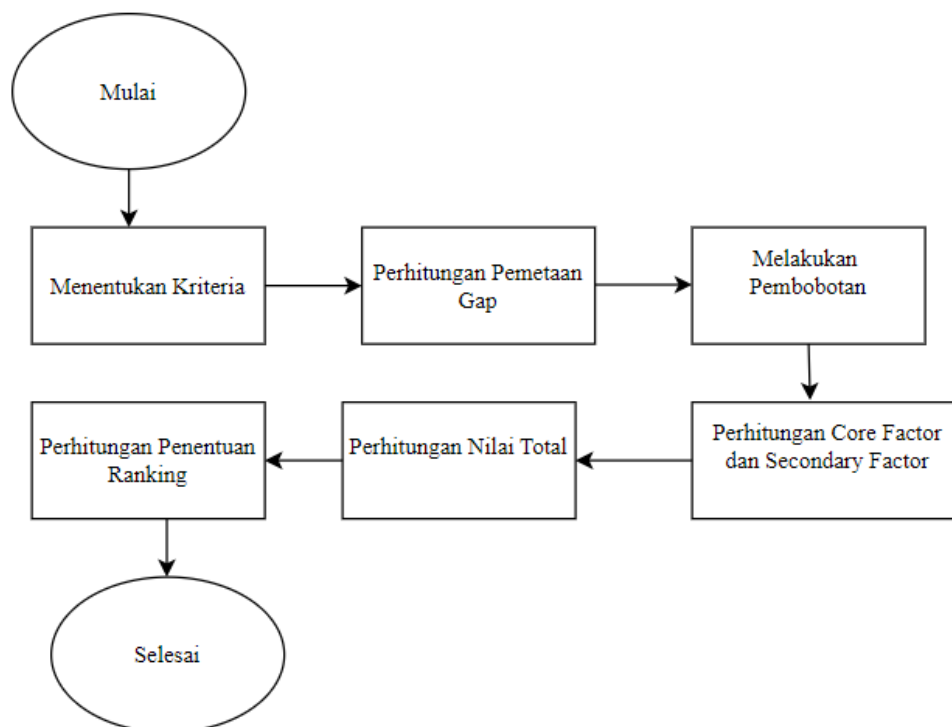 Mulai
Menentukan Kriteria
Perhitungan Pemetaan
Gap
Melakukan
Pembobotan
Perhitungan Core Factor
dan Secondary Factor
Perhitungan Nilai Total
Perhitungan Penentuan
Ranking
Selesai